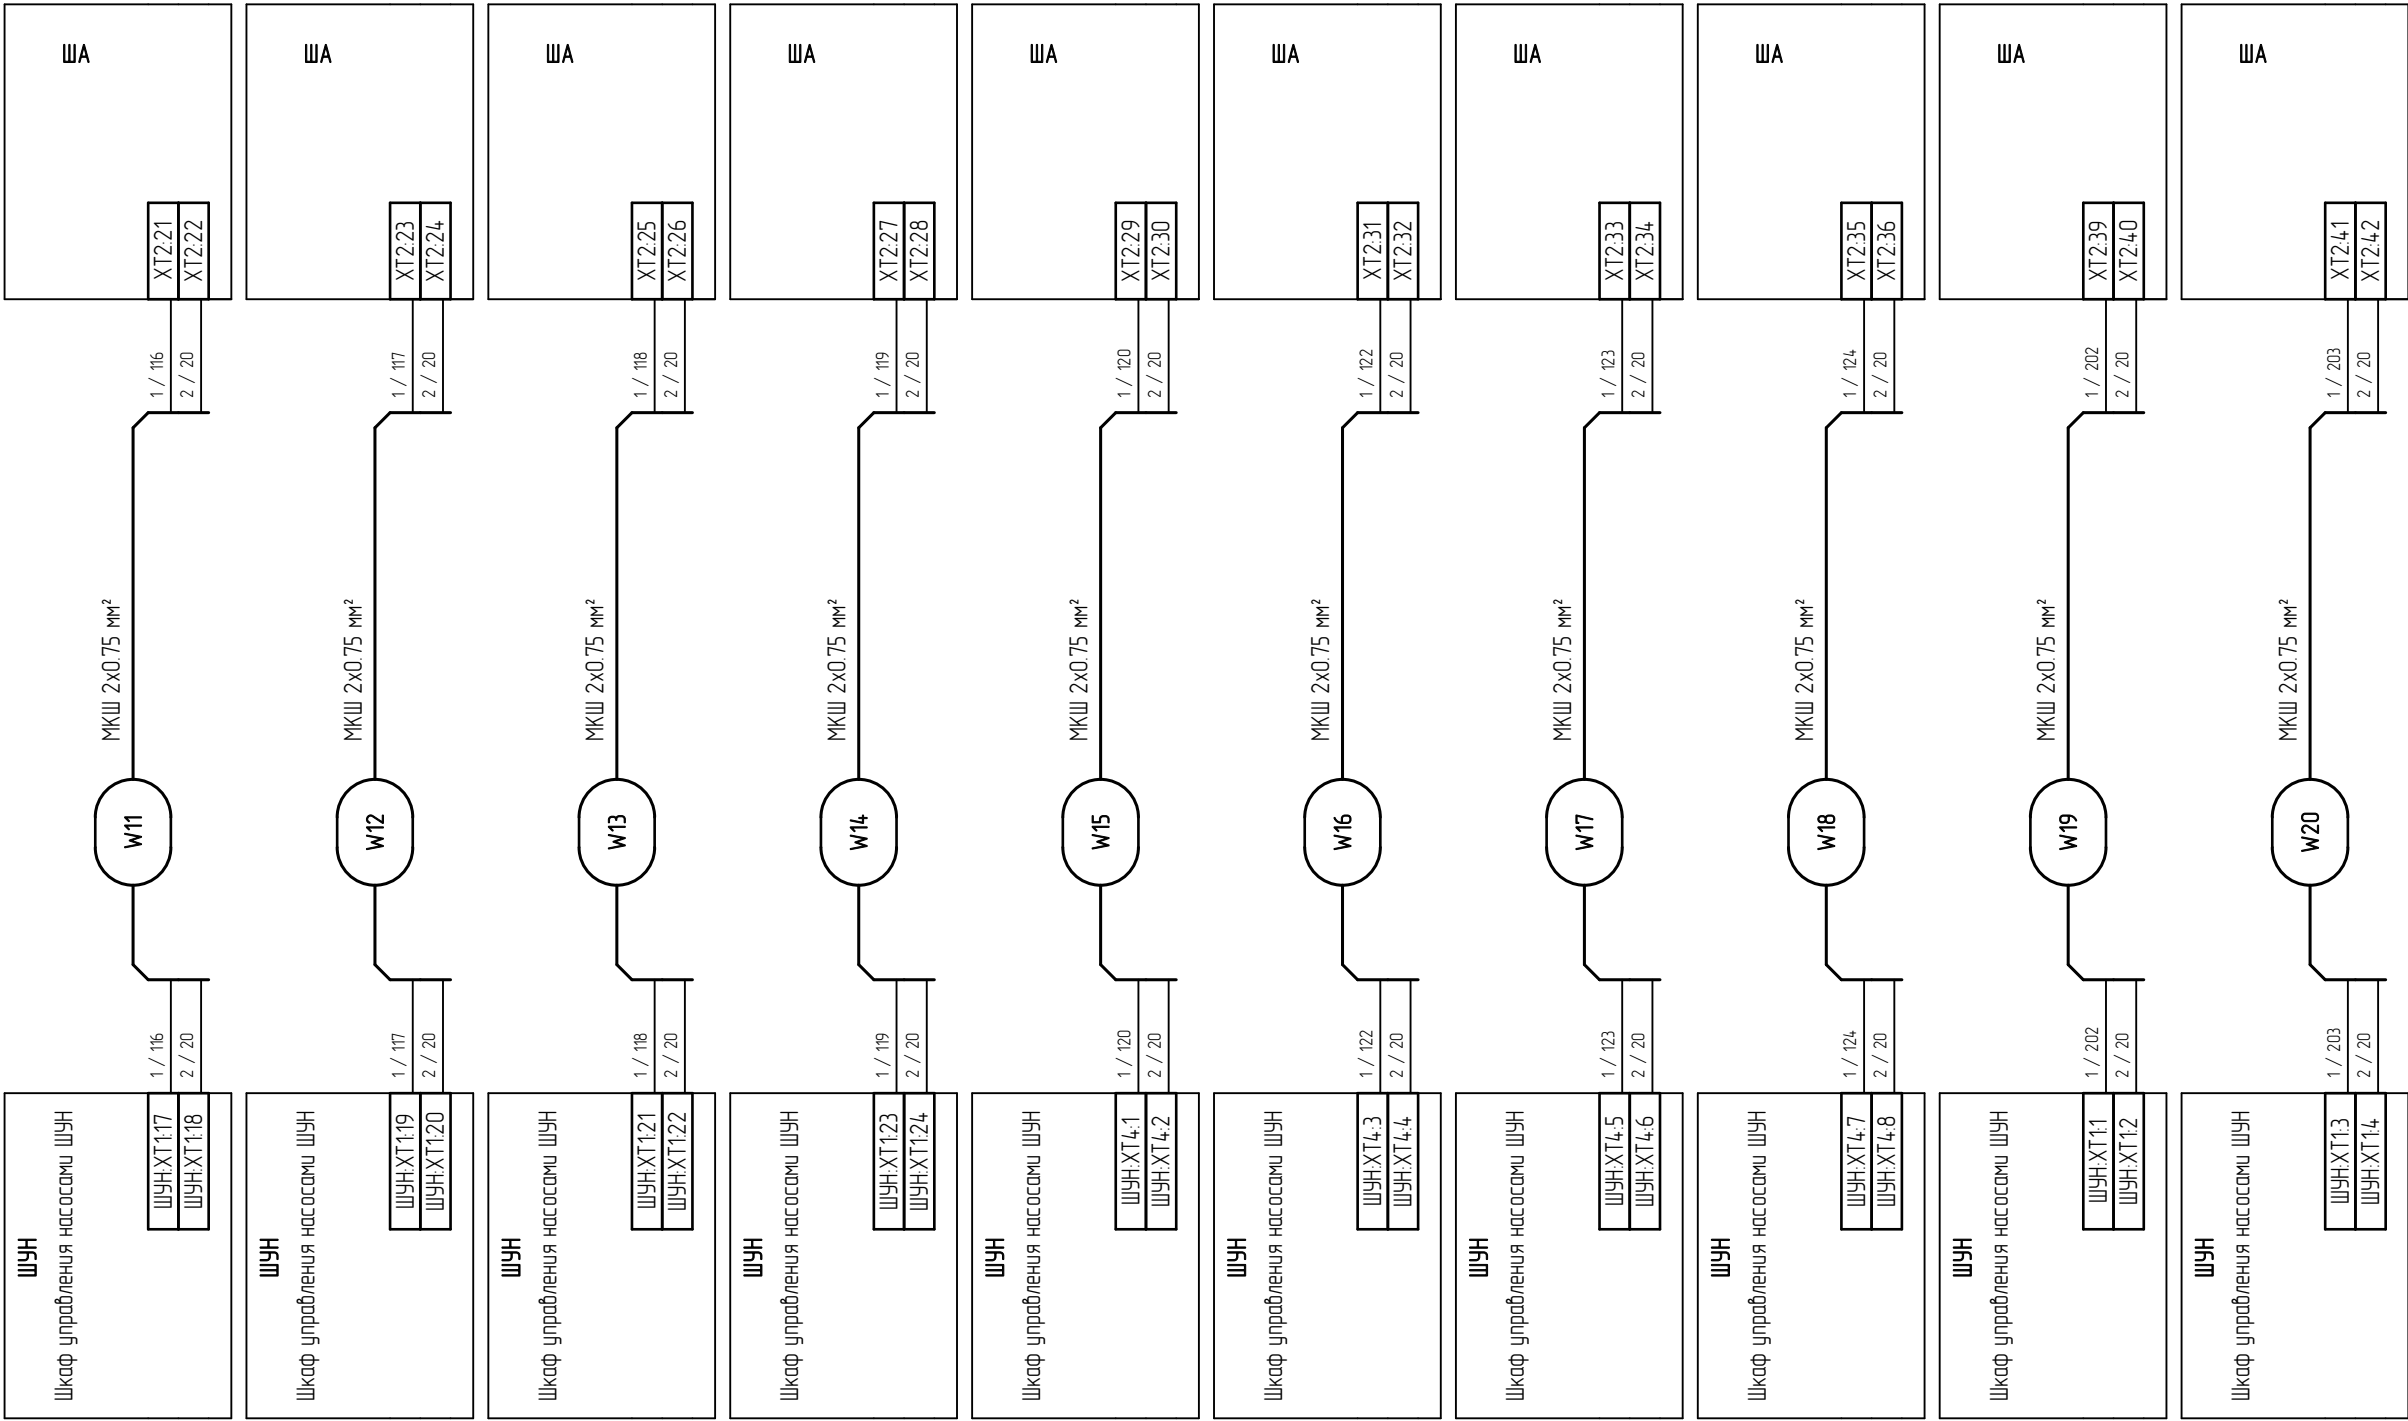 ШУН
Шкаф управления насосами ШУН
ШУН:XT1:17
ШУН:XT1:18
1 / 116
2 / 20
W11
МКШ 2x0.75 мм²
1 / 116
2 / 20
XT2:21
XT2:22
ША
ШУН
Шкаф управления насосами ШУН
ШУН:XT1:19
ШУН:XT1:20
1 / 117
2 / 20
W12
МКШ 2x0.75 мм²
1 / 117
2 / 20
XT2:23
XT2:24
ША
ШУН
Шкаф управления насосами ШУН
ШУН:XT1:21
ШУН:XT1:22
1 / 118
2 / 20
W13
МКШ 2x0.75 мм²
1 / 118
2 / 20
XT2:25
XT2:26
ША
ШУН
Шкаф управления насосами ШУН
ШУН:XT1:23
ШУН:XT1:24
1 / 119
2 / 20
W14
МКШ 2x0.75 мм²
1 / 119
2 / 20
XT2:27
XT2:28
ША
ШУН
Шкаф управления насосами ШУН
ШУН:XT4:1
ШУН:XT4:2
1 / 120
2 / 20
W15
МКШ 2x0.75 мм²
1 / 120
2 / 20
XT2:29
XT2:30
ША
ШУН
Шкаф управления насосами ШУН
ШУН:XT4:3
ШУН:XT4:4
1 / 122
2 / 20
W16
МКШ 2x0.75 мм²
1 / 122
2 / 20
XT2:31
XT2:32
ША
ШУН
Шкаф управления насосами ШУН
ШУН:XT4:5
ШУН:XT4:6
1 / 123
2 / 20
W17
МКШ 2x0.75 мм²
1 / 123
2 / 20
XT2:33
XT2:34
ША
ШУН
Шкаф управления насосами ШУН
ШУН:XT4:7
ШУН:XT4:8
1 / 124
2 / 20
W18
МКШ 2x0.75 мм²
1 / 124
2 / 20
XT2:35
XT2:36
ША
ШУН
Шкаф управления насосами ШУН
ШУН:XT1:1
ШУН:XT1:2
1 / 202
2 / 20
W19
МКШ 2x0.75 мм²
1 / 202
2 / 20
XT2:39
XT2:40
ША
ШУН
Шкаф управления насосами ШУН
ШУН:XT1:3
ШУН:XT1:4
1 / 203
2 / 20
W20
МКШ 2x0.75 мм²
1 / 203
2 / 20
XT2:41
XT2:42
ША